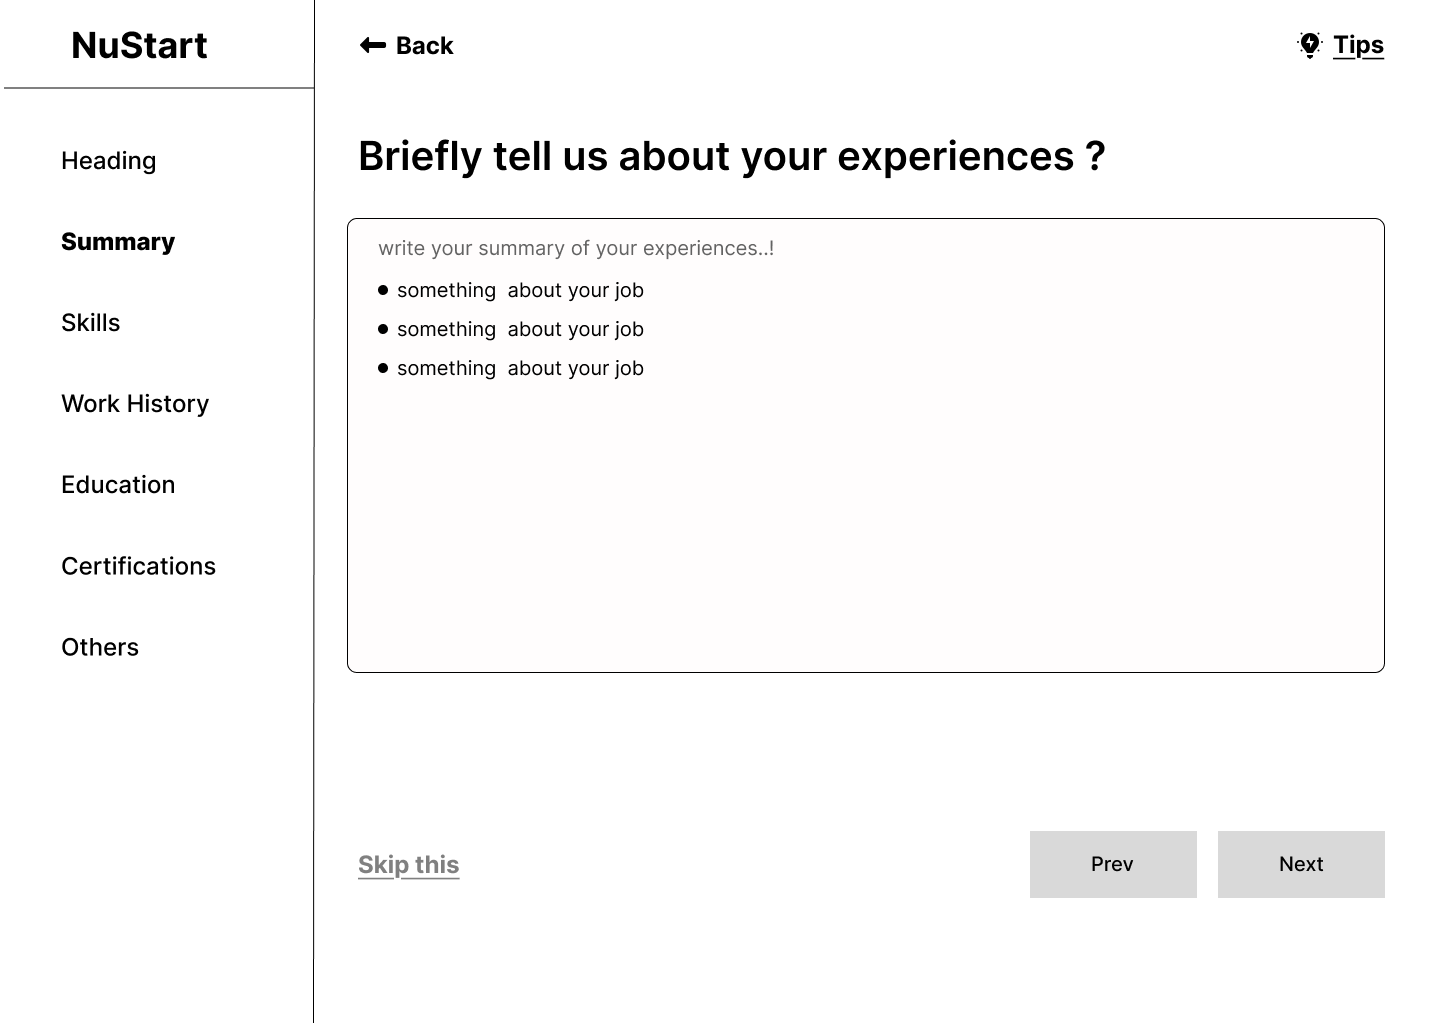 NuStart
Heading
Summary
Skills
Work History
Education
Certifications
Others
Back
Tips
Briefly tell us about your experiences ?
write your summary of your experiences..!
• something  about your job
• something  about your job
• something  about your job
Skip this
Prev
Next